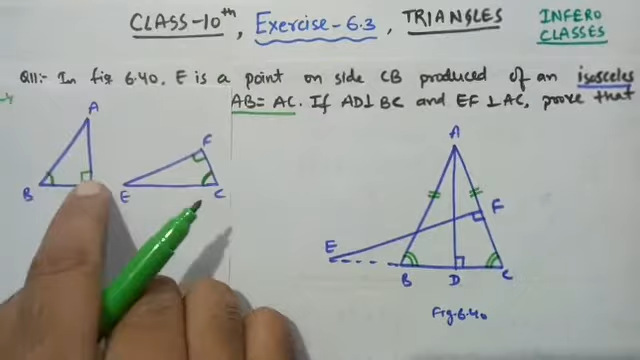 CLASS-10th, Exercise-6.3, TRIANGLES INFERO CLASSES
Q11:- In fig 6.40, E is a point on side CB produced of an isosceles
AB=AC. If AD⊥BC and EF⊥AC, prove that
A
B
F
E
C
A
F
E
B
D
C
Fig.6.40